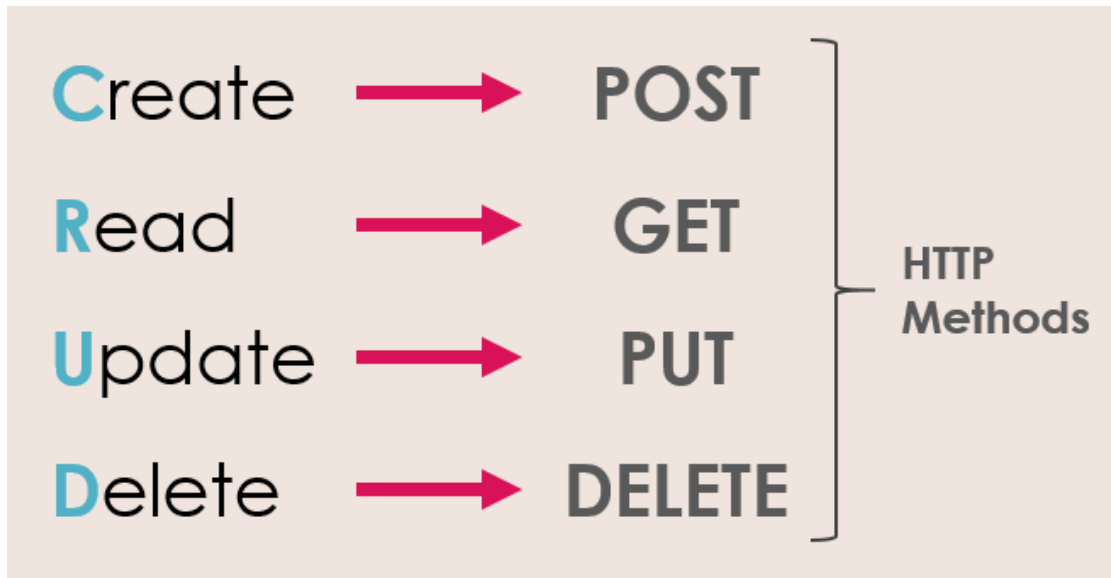 Create POST
Read GET
Update PUT
Delete DELETE
HTTP
Methods